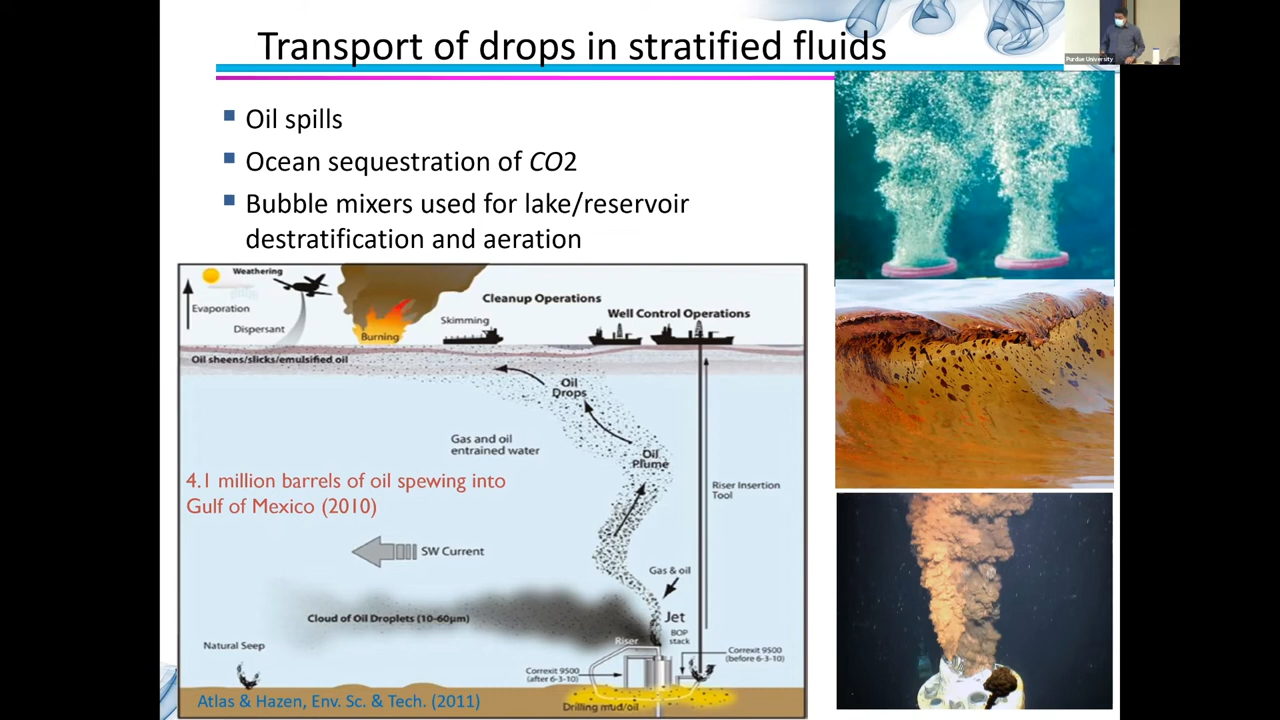 Transport of drops in stratified fluids
Purdue University
Oil spills
Ocean sequestration of CO2
Bubble mixers used for lake/reservoir
destratification and aeration
Weathering
Evaporation
Dispersant
Burning
Cleanup Operations
Skimming
Well Control Operations
Oil sheens/slicks/emulsified oil
Oil
Drops
Gas and oil
entrained water
Oil
Plume
4.1 million barrels of oil spewing into
Gulf of Mexico (2010)
Riser Insertion
Tool
SW Current
Gas & oil
Cloud of Oil Droplets (10-60µm)
Jet
BOP
stack
Natural Seep
Riser
Correxit 9500
(before 6-3-10)
Correxit 9500
(after 6-3-10)
Atlas & Hazen, Env. Sc. & Tech. (2011)
Drilling mud/oil